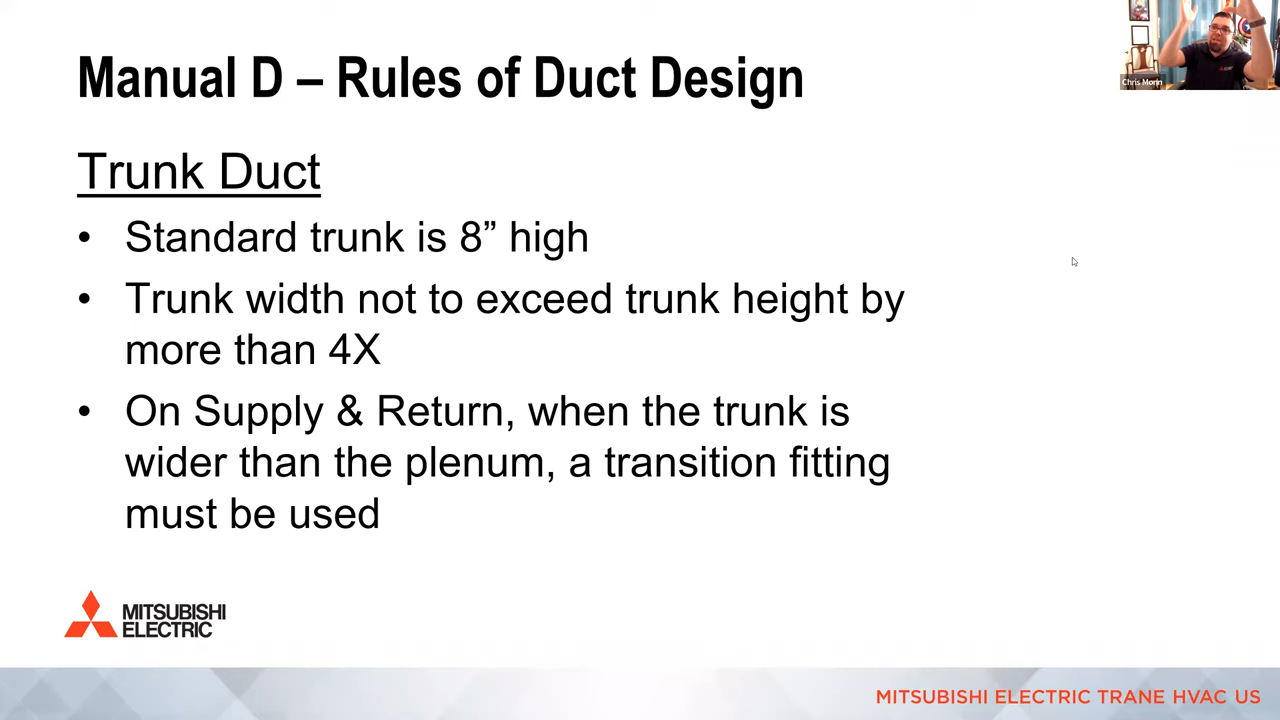 Manual D – Rules of Duct Design
Chris Morin
Trunk Duct
• Standard trunk is 8” high
• Trunk width not to exceed trunk height by
more than 4X
• On Supply & Return, when the trunk is
wider than the plenum, a transition fitting
must be used
MITSUBISHI
ELECTRIC
MITSUBISHI ELECTRIC TRANE HVAC US